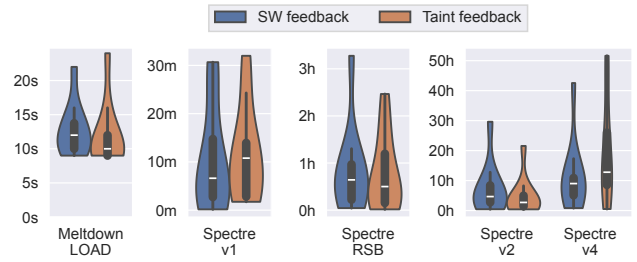 SW feedback Taint feedback
20s
15s
10s
5s
0s
Meltdown
LOAD
30m
20m
10m
0m
Spectre
v1
3h
2h
1h
0h
Spectre
RSB
50h
40h
30h
20h
10h
0h
Spectre
v2
Spectre
v4